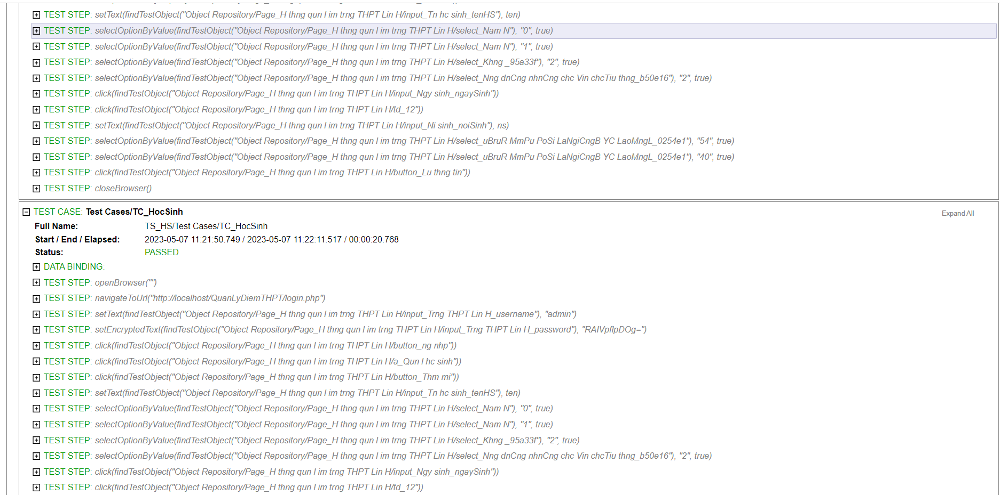 TEST STEP: setText(findTestObject("Object Repository/Page_H thng qun l im trng THPT Lin H/input_Tn hc sinh_tenHS"), ten)
TEST STEP: selectOptionByValue(findTestObject("Object Repository/Page_H thng qun l im trng THPT Lin H/select_Nam N"), "0", true)
TEST STEP: selectOptionByValue(findTestObject("Object Repository/Page_H thng qun l im trng THPT Lin H/select_Nam N"), "1", true)
TEST STEP: selectOptionByValue(findTestObject("Object Repository/Page_H thng qun l im trng THPT Lin H/select_Khng _95a33f"), "2", true)
TEST STEP: selectOptionByValue(findTestObject("Object Repository/Page_H thng qun l im trng THPT Lin H/select_Nng dnCng nhnCng chc Vin chcTiu thng_b50e16"), "2", true)
TEST STEP: click(findTestObject("Object Repository/Page_H thng qun l im trng THPT Lin H/input_Ngy sinh_ngaySinh"))
TEST STEP: click(findTestObject("Object Repository/Page_H thng qun l im trng THPT Lin H/td_12"))
TEST STEP: setText(findTestObject("Object Repository/Page_H thng qun l im trng THPT Lin H/input_Ni sinh_noiSinh"), ns)
TEST STEP: selectOptionByValue(findTestObject("Object Repository/Page_H thng qun l im trng THPT Lin H/select_uBruR MmPu PoSi LaNgiCngB YC LaoMngL_0254e1"), "54", true)
TEST STEP: selectOptionByValue(findTestObject("Object Repository/Page_H thng qun l im trng THPT Lin H/select_uBruR MmPu PoSi LaNgiCngB YC LaoMngL_0254e1"), "40", true)
TEST STEP: click(findTestObject("Object Repository/Page_H thng qun l im trng THPT Lin H/button_Lu thng tin"))
TEST STEP: closeBrowser()
TEST CASE: Test Cases/TC_HocSinh
Expand All
Full Name: TS_HS/Test Cases/TC_HocSinh
Start / End / Elapsed: 2023-05-07 11:21:50.749 / 2023-05-07 11:22:11.517 / 00:00:20.768
Status: PASSED
DATA BINDING:
TEST STEP: openBrowser("")
TEST STEP: navigateToUrl("http://localhost/QuanLyDiemTHPT/login.php")
TEST STEP: setText(findTestObject("Object Repository/Page_H thng qun l im trng THPT Lin H/input_Trng THPT Lin H_username"), "admin")
TEST STEP: setEncryptedText(findTestObject("Object Repository/Page_H thng qun l im trng THPT Lin H/input_Trng THPT Lin H_password"), "RAIVpflpDOg=")
TEST STEP: click(findTestObject("Object Repository/Page_H thng qun l im trng THPT Lin H/button_ng nhp"))
TEST STEP: click(findTestObject("Object Repository/Page_H thng qun l im trng THPT Lin H/a_Qun l hc sinh"))
TEST STEP: click(findTestObject("Object Repository/Page_H thng qun l im trng THPT Lin H/button_Thm mi"))
TEST STEP: setText(findTestObject("Object Repository/Page_H thng qun l im trng THPT Lin H/input_Tn hc sinh_tenHS"), ten)
TEST STEP: selectOptionByValue(findTestObject("Object Repository/Page_H thng qun l im trng THPT Lin H/select_Nam N"), "0", true)
TEST STEP: selectOptionByValue(findTestObject("Object Repository/Page_H thng qun l im trng THPT Lin H/select_Nam N"), "1", true)
TEST STEP: selectOptionByValue(findTestObject("Object Repository/Page_H thng qun l im trng THPT Lin H/select_Khng _95a33f"), "2", true)
TEST STEP: selectOptionByValue(findTestObject("Object Repository/Page_H thng qun l im trng THPT Lin H/select_Nng dnCng nhnCng chc Vin chcTiu thng_b50e16"), "2", true)
TEST STEP: click(findTestObject("Object Repository/Page_H thng qun l im trng THPT Lin H/input_Ngy sinh_ngaySinh"))
TEST STEP: click(findTestObject("Object Repository/Page_H thng qun l im trng THPT Lin H/td_12"))